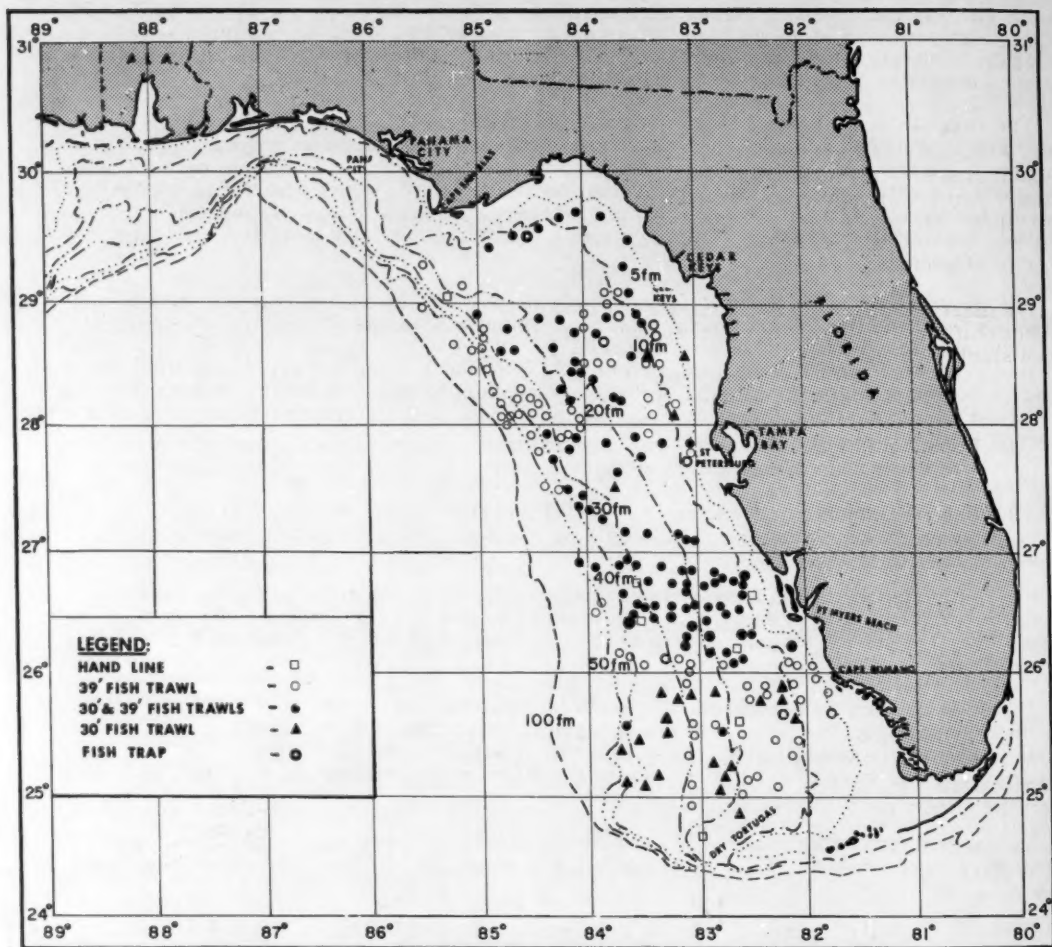 89° 88° 87° 86° 85° 84° 83° 82° 81° 80°
31° 31°
A A
PANAMA
CITY
30° 30°
CEDAR
KEYS
5fm
KEYS
29° 29°
10fm
FLORIDA
20fm
28° 28°
TAMPA
BAY
ST
PETERSBURG
30fm
27° 27°
40fm
FT MYERS BEACH
LEGEND:
HAND LINE
39' FISH TRAWL
30' & 39' FISH TRAWLS
30' FISH TRAWL
FISH TRAP
26° 26°
50fm
CAPE ROMANO
100fm
25° 25°
DRY TORTUGAS
24° 24°
89° 88° 87° 86° 85° 84° 83° 82° 81° 80°